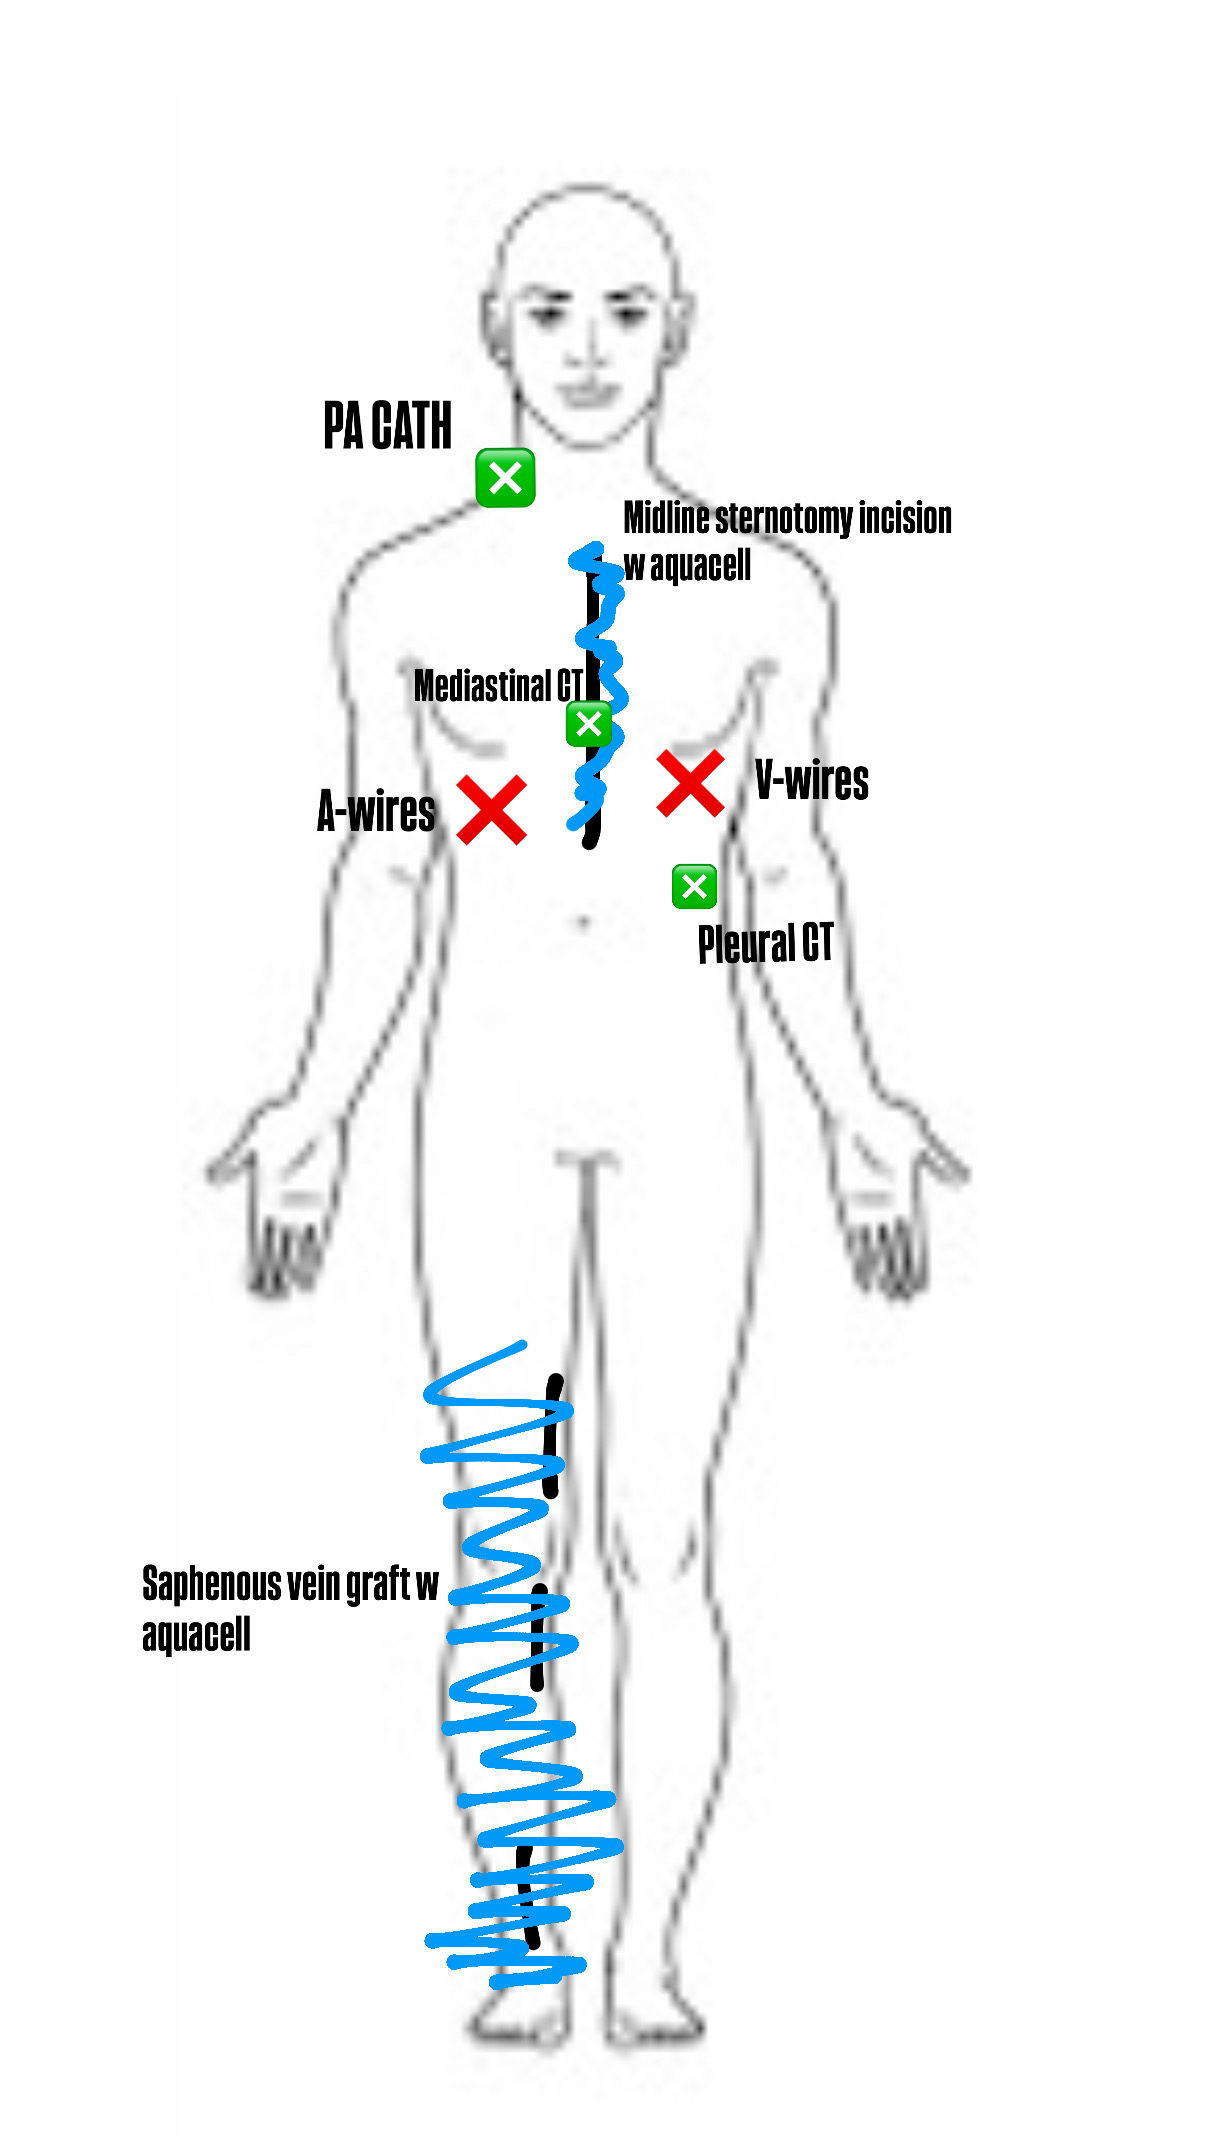 PA CATH
Midline sternotomy incision
w aquacell
Mediastinal CT
A-wires
V-wires
Pleural CT
Saphenous vein graft w
aquacell